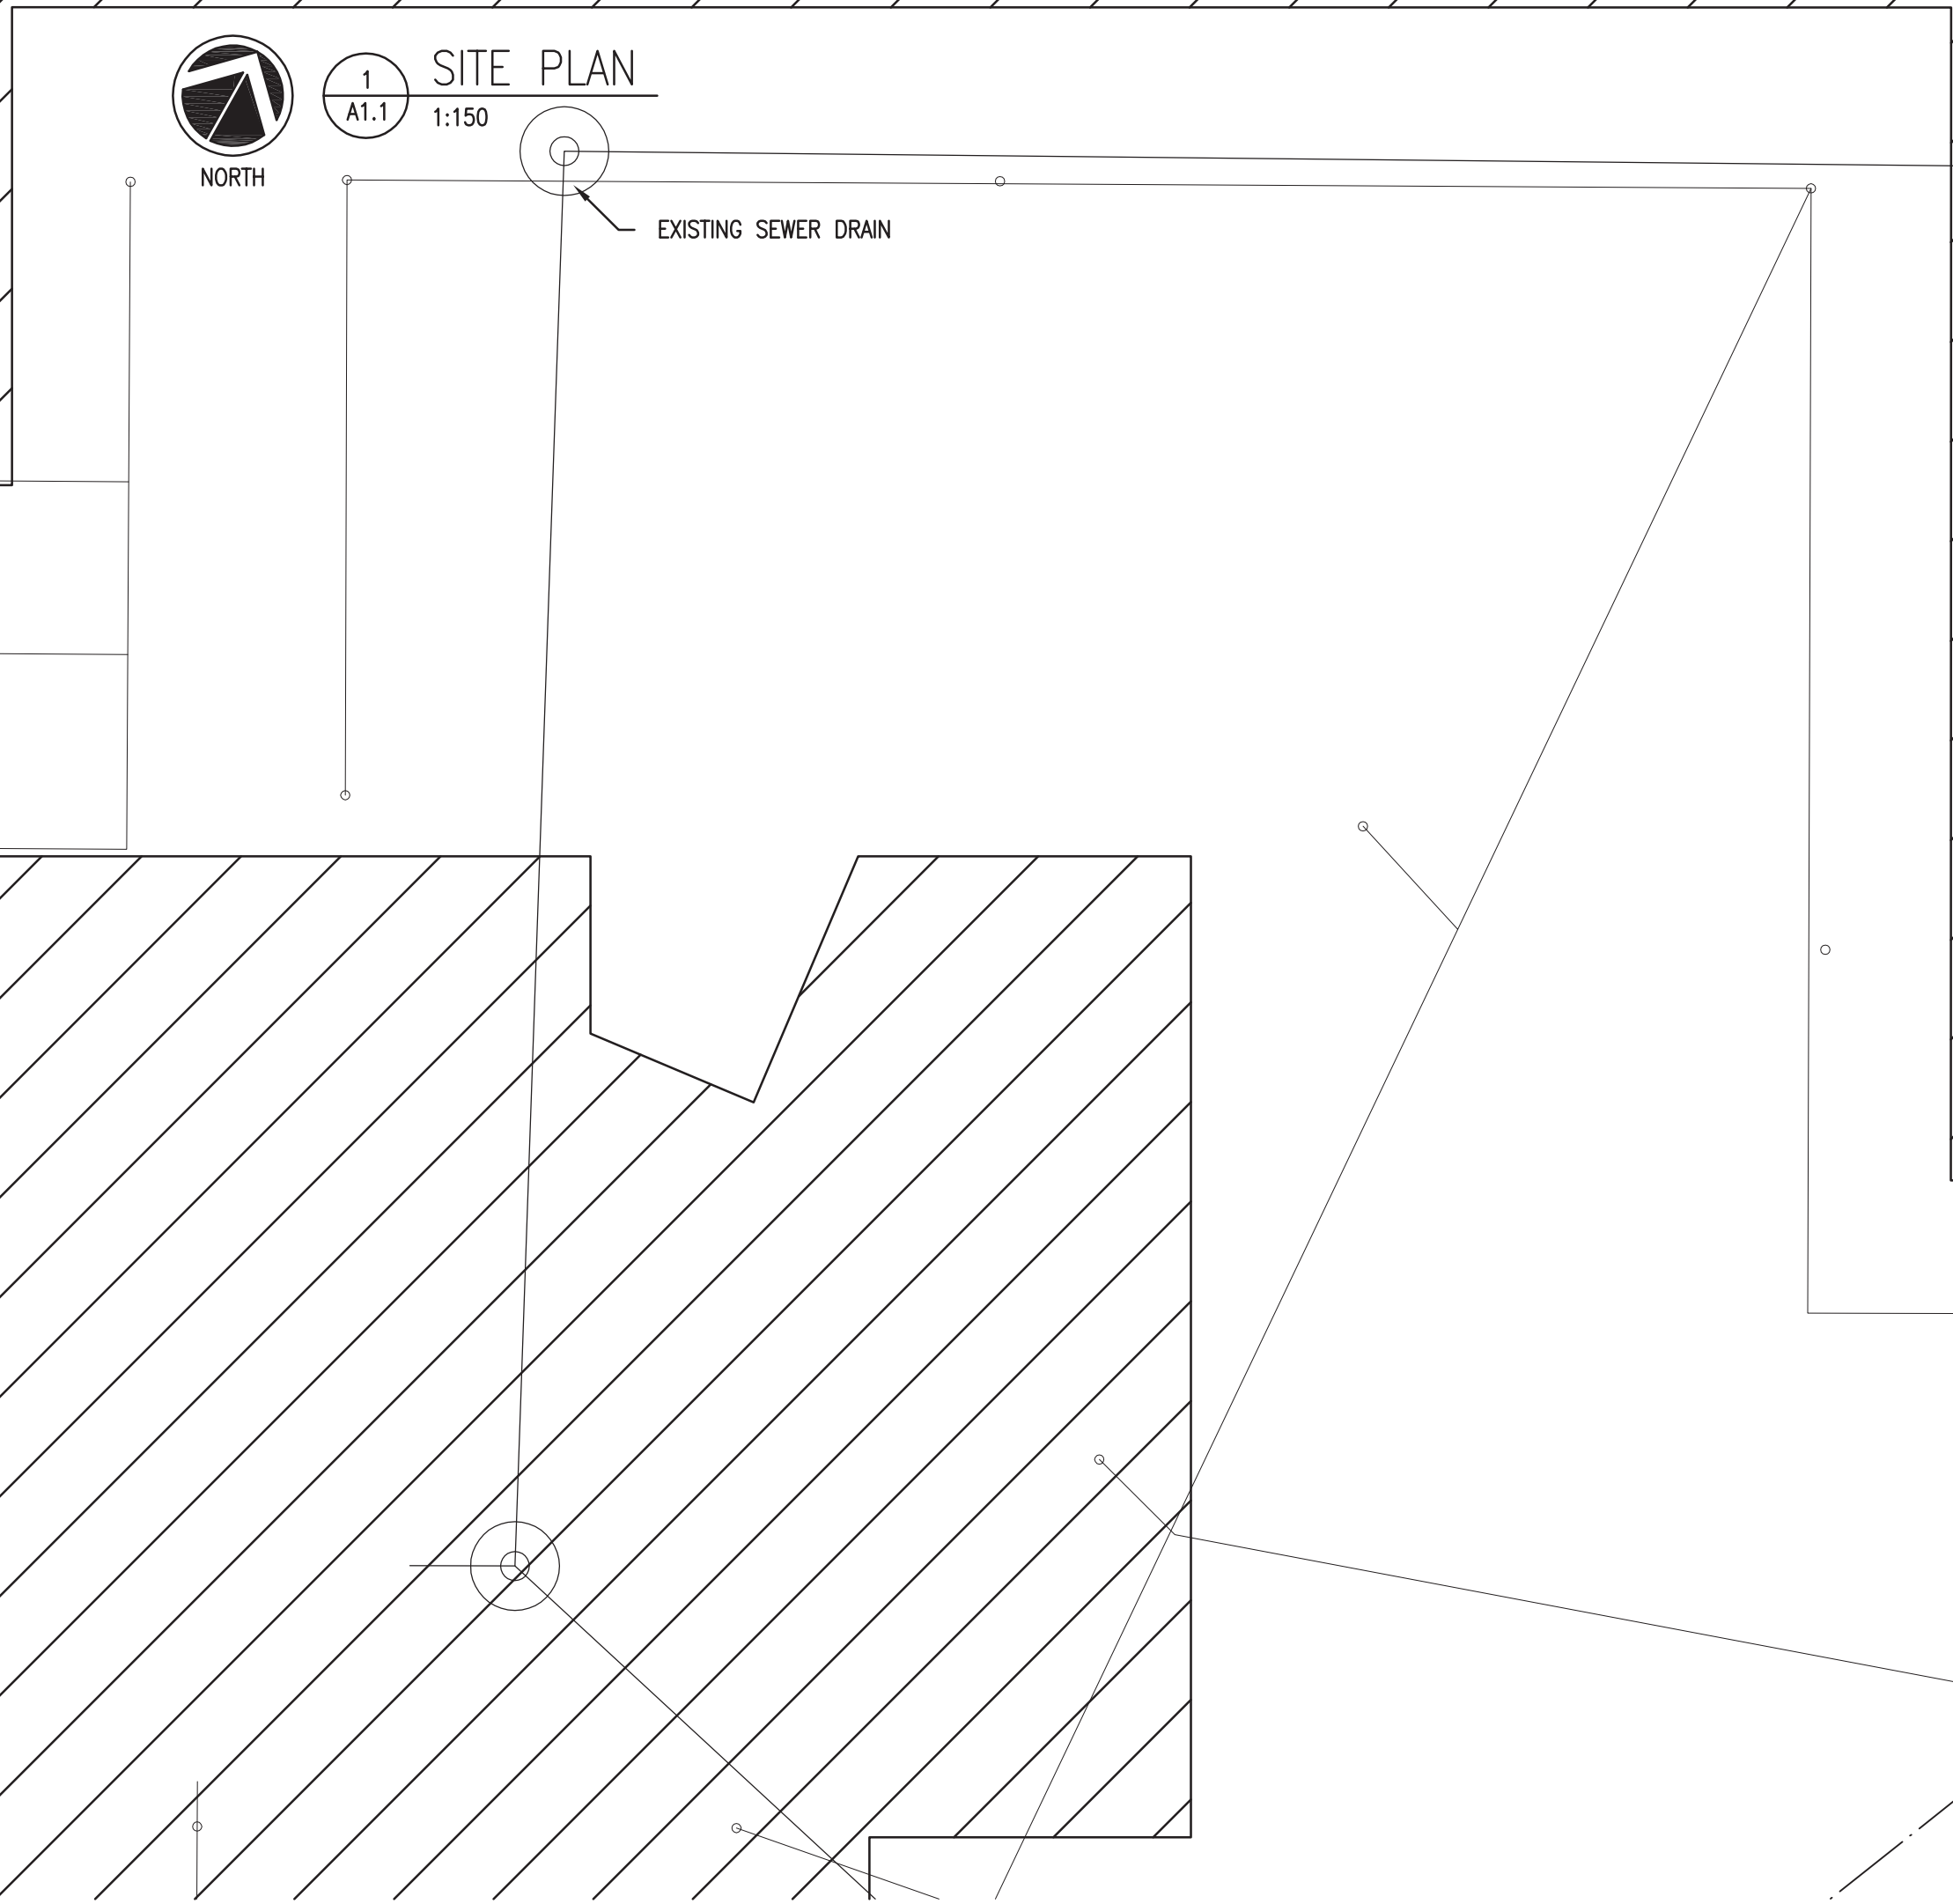 SITE PLAN
1
A1.1
1:150
NORTH
EXISTING SEWER DRAIN